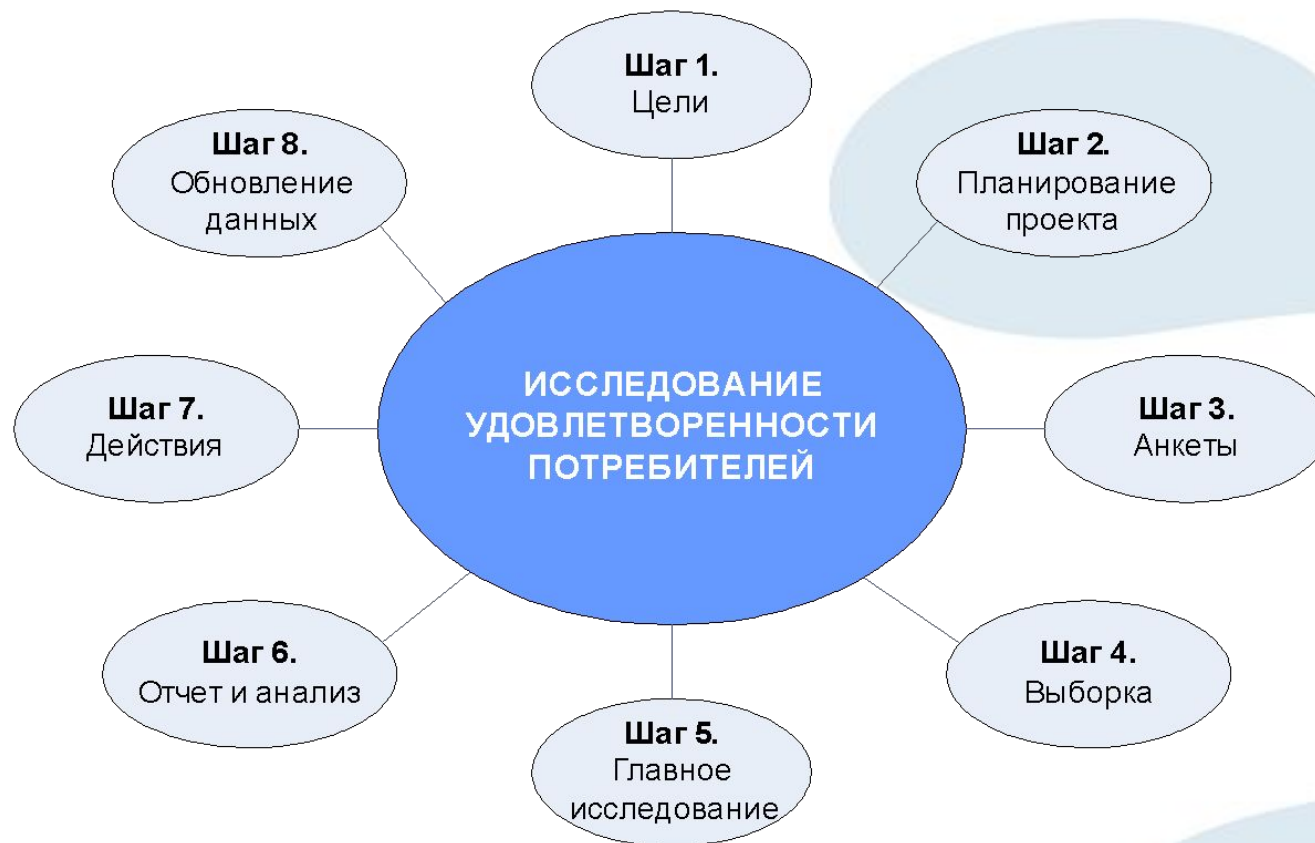 Шаг 1.
Цели
Шаг 2.
Планирование
проекта
Шаг 3.
Анкеты
Шаг 4.
Выборка
Шаг 5.
Главное
исследование
Шаг 6.
Отчет и анализ
Шаг 7.
Действия
Шаг 8.
Обновление
данных
ИССЛЕДОВАНИЕ
УДОВЛЕТВОРЕННОСТИ
ПОТРЕБИТЕЛЕЙ